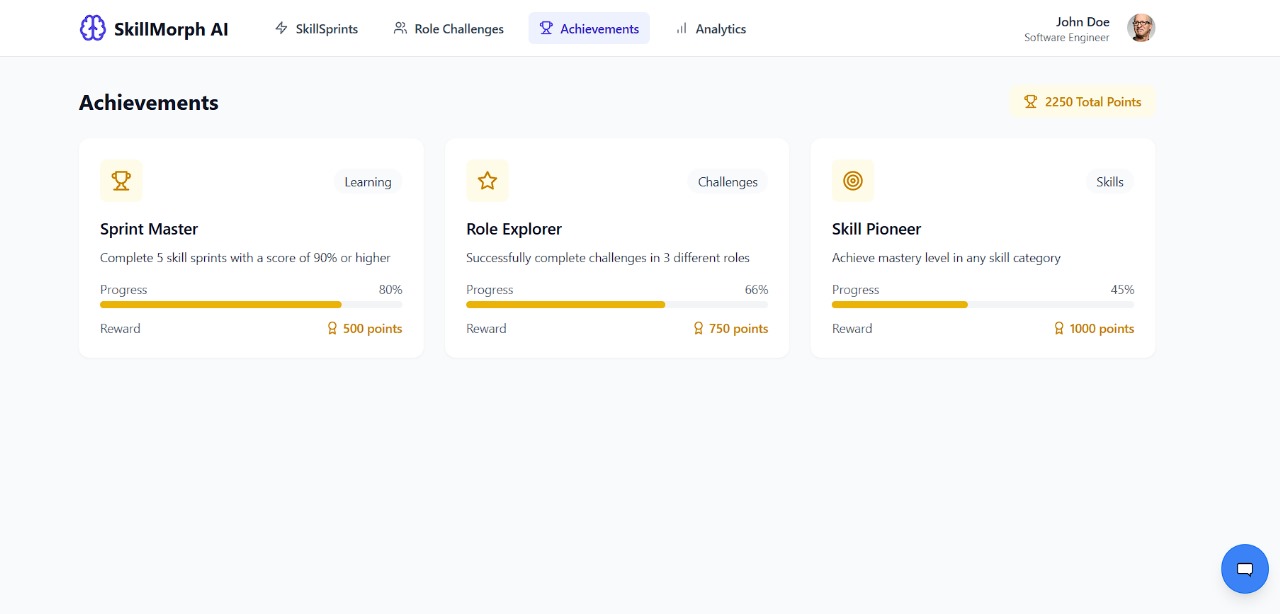 SkillMorph AI
SkillSprints
Role Challenges
Achievements
Analytics
John Doe
Software Engineer
Achievements
2250 Total Points
Learning
Sprint Master
Complete 5 skill sprints with a score of 90% or higher
Progress 80%
Reward 500 points
Challenges
Role Explorer
Successfully complete challenges in 3 different roles
Progress 66%
Reward 750 points
Skills
Skill Pioneer
Achieve mastery level in any skill category
Progress 45%
Reward 1000 points